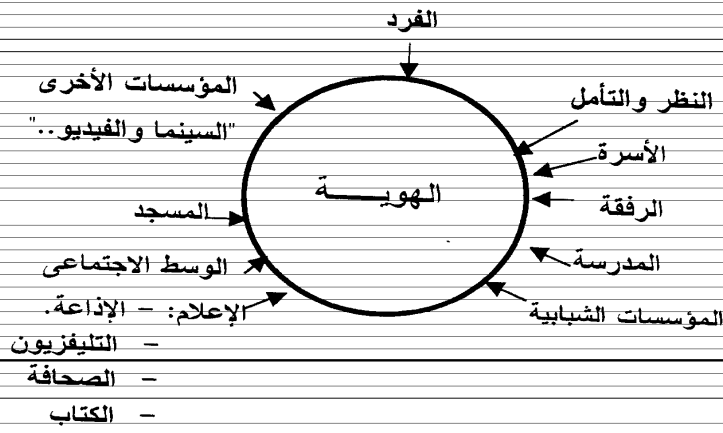 الفرد
النظر والتأمل
الأسرة
الرفقة
المدرسة
المؤسسات الشبابية
المؤسسات الأخرى
"السينما والفيديو.."
الهويـــــة
المسجد
الوسط الاجتماعى
الإعلام: – الإذاعة.
– التليفزيون
– الصحافة
– الكتاب